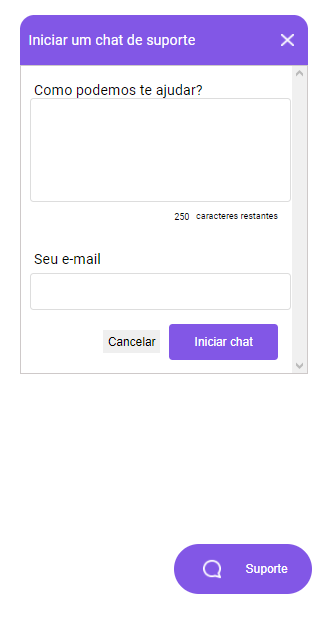 Iniciar um chat de suporte
Como podemos te ajudar?
250 caracteres restantes
Seu e-mail
Cancelar Iniciar chat
Suporte